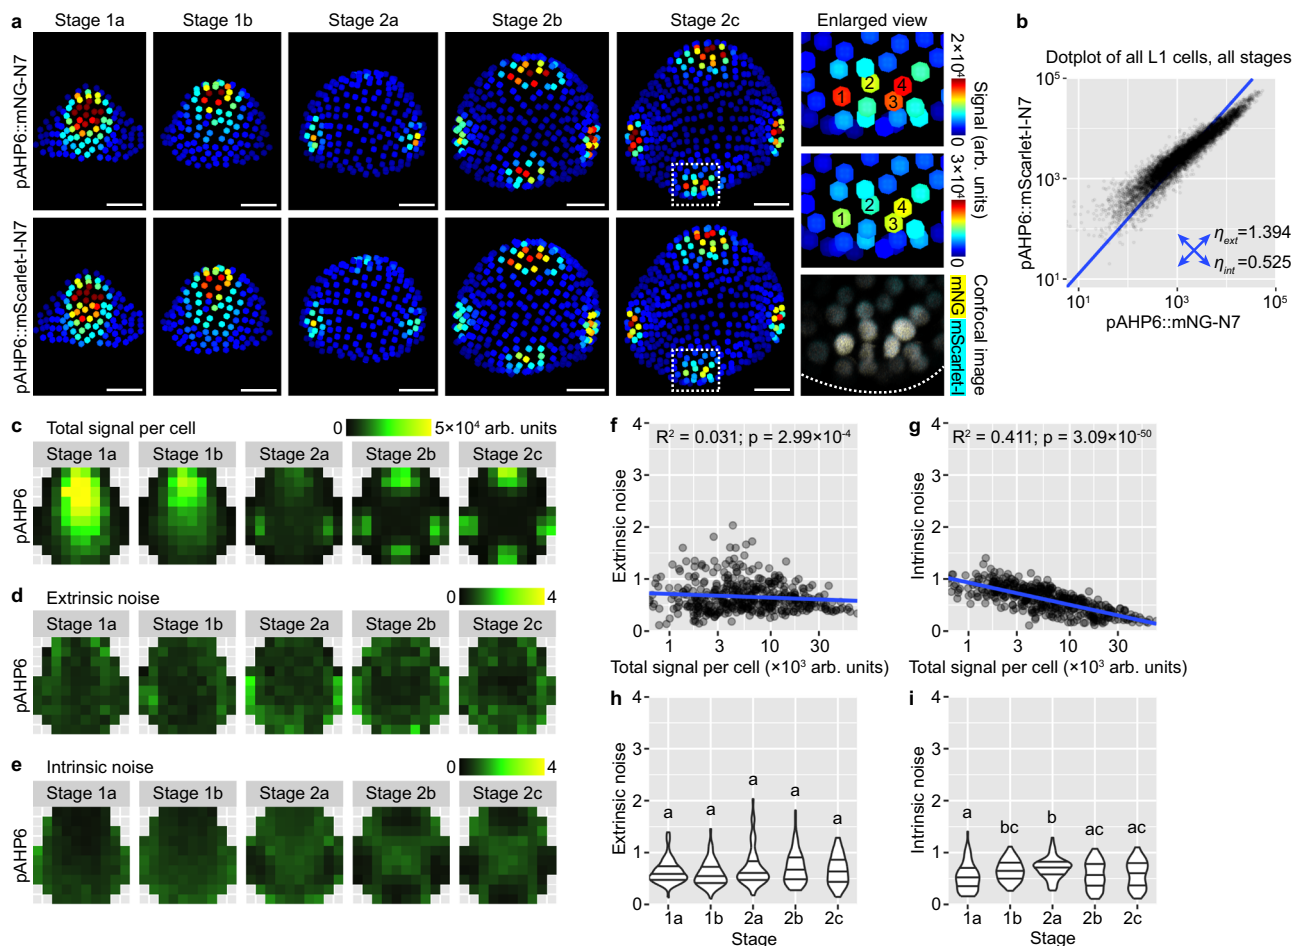 a
Stage 1a Stage 1b Stage 2a Stage 2b Stage 2c Enlarged view
pAHP6::mNG-N7
pAHP6::mScarlet-I-N7
1 2 3 4
0 2×10⁴
Signal (arb. units)
1 2 3 4
0 3×10⁴
Confocal image
mNG mScarlet-I
b
Dotplot of all L1 cells, all stages
pAHP6::mScarlet-I-N7
10⁵
10³
10¹
ηext=1.394
ηint=0.525
10¹ 10³ 10⁵
pAHP6::mNG-N7
c Total signal per cell 0 5×10⁴ arb. units
Stage 1a Stage 1b Stage 2a Stage 2b Stage 2c
pAHP6
d Extrinsic noise 0 4
Stage 1a Stage 1b Stage 2a Stage 2b Stage 2c
pAHP6
e Intrinsic noise 0 4
Stage 1a Stage 1b Stage 2a Stage 2b Stage 2c
pAHP6
f
R² = 0.031; p = 2.99×10⁻⁴
Extrinsic noise
4
3
2
1
0
1 3 10 30
Total signal per cell (×10³ arb. units)
g
R² = 0.411; p = 3.09×10⁻⁵⁰
Intrinsic noise
4
3
2
1
0
1 3 10 30
Total signal per cell (×10³ arb. units)
h
Extrinsic noise
4
3
2
1
0
a a a a a
1a 1b 2a 2b 2c
Stage
i
Intrinsic noise
4
3
2
1
0
a bc b ac ac
1a 1b 2a 2b 2c
Stage